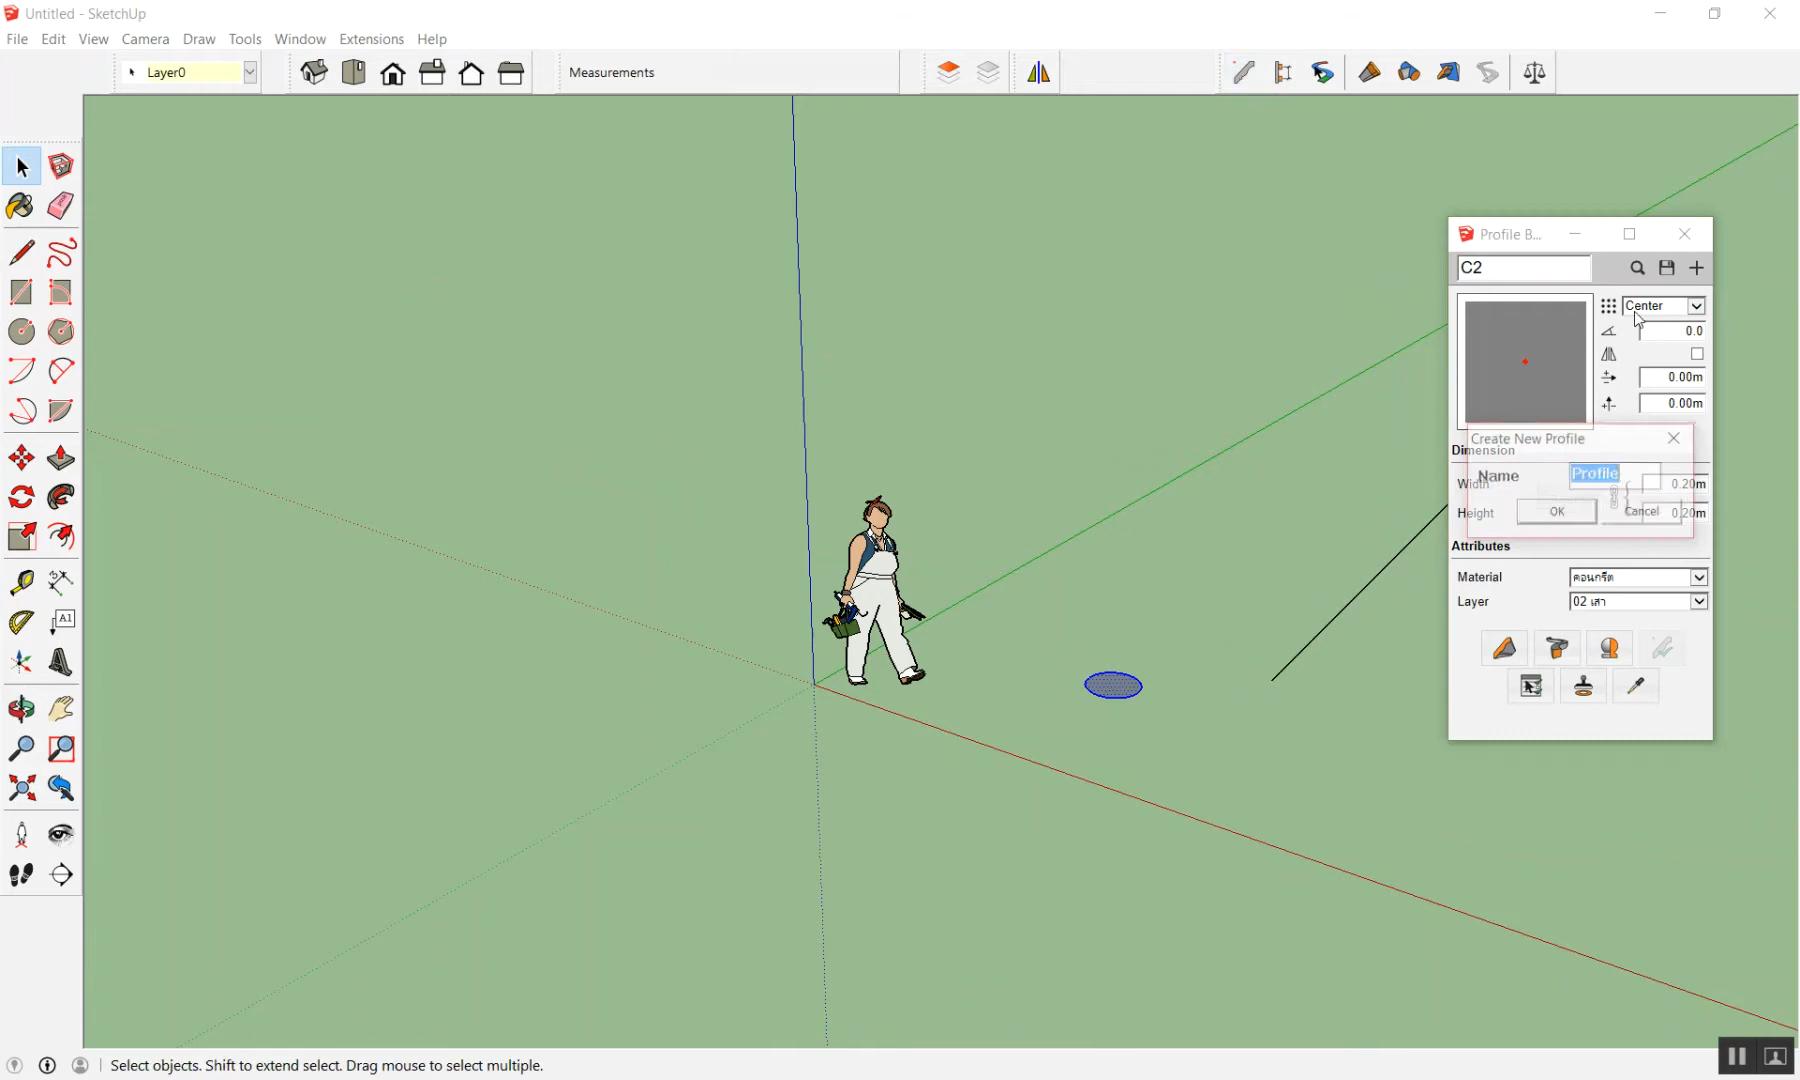 Untitled - SketchUp
File Edit View Camera Draw Tools Window Extensions Help
Layer0
Measurements
Profile B...
C2
Center
0.0
0.00m
0.00m
Create New Profile
Dimension
Name Profile
Width 0.20m
OK Cancel
Height 0.20m
Attributes
Material คอนกรีต
Layer 02 เสา
A1
Select objects. Shift to extend select. Drag mouse to select multiple.